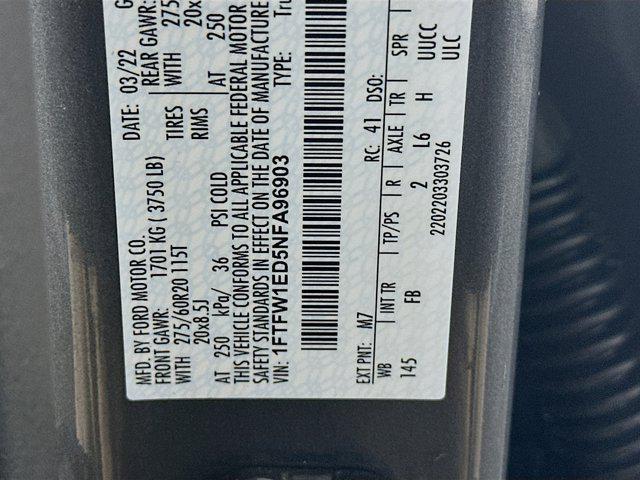 MFD. BY FORD MOTOR CO. DATE: 03/22 G
FRONT GAWR: 1701 KG ( 3750 LB) REAR GAWR:
WITH 275/60R20 115T TIRES WITH 275
20x8.5J RIMS 20x
AT 250 kPa/ 36 PSI COLD AT 250
THIS VEHICLE CONFORMS TO ALL APPLICABLE FEDERAL MOTOR
SAFETY STANDARDS IN EFFECT ON THE DATE OF MANUFACTURE
VIN: 1FTFW1ED5NFA96903 TYPE: Tru
EXT PNT: M7 RC: 41 DSO:
WB INT TR TP/PS R AXLE TR SPR
145 FB 2 L6 H UUCC
2202203303726 ULC